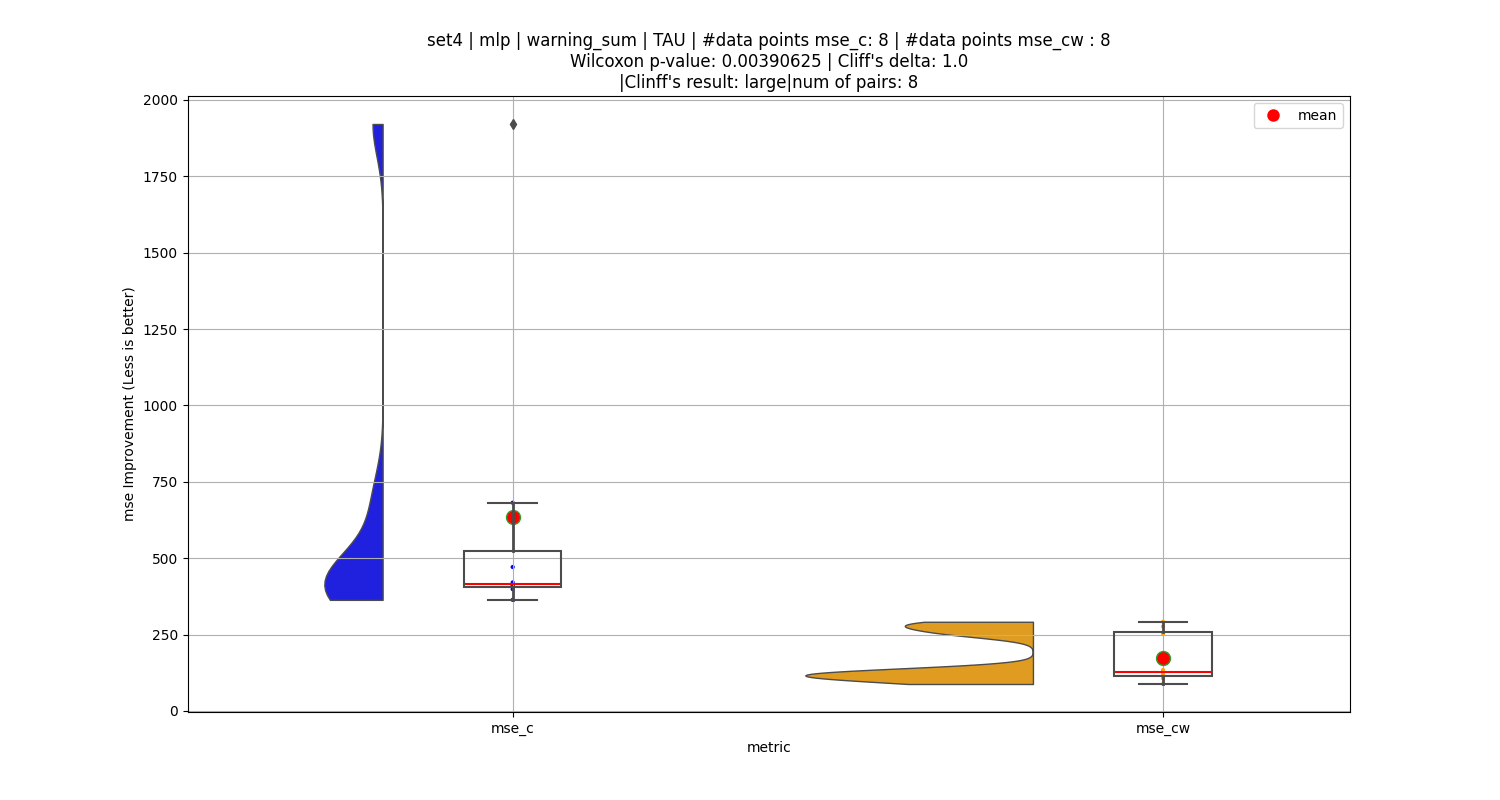 set4 | mlp | warning_sum | TAU | #data points mse_c: 8 | #data points mse_cw : 8
Wilcoxon p-value: 0.00390625 | Cliff's delta: 1.0
|Clinff's result: large|num of pairs: 8
mean
2000
1750
1500
1250
1000
750
500
250
0
mse Improvement (Less is better)
mse_c
mse_cw
metric